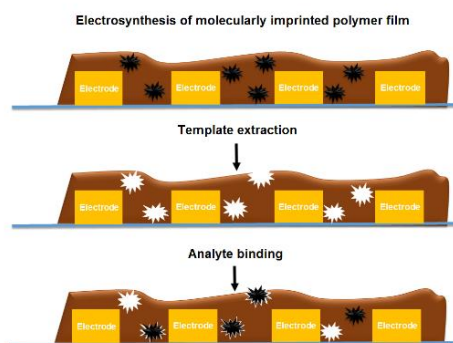 Electrosynthesis of molecularly imprinted polymer film
Electrode Electrode Electrode Electrode
Template extraction
Electrode Electrode Electrode Electrode
Analyte binding
Electrode Electrode Electrode Electrode